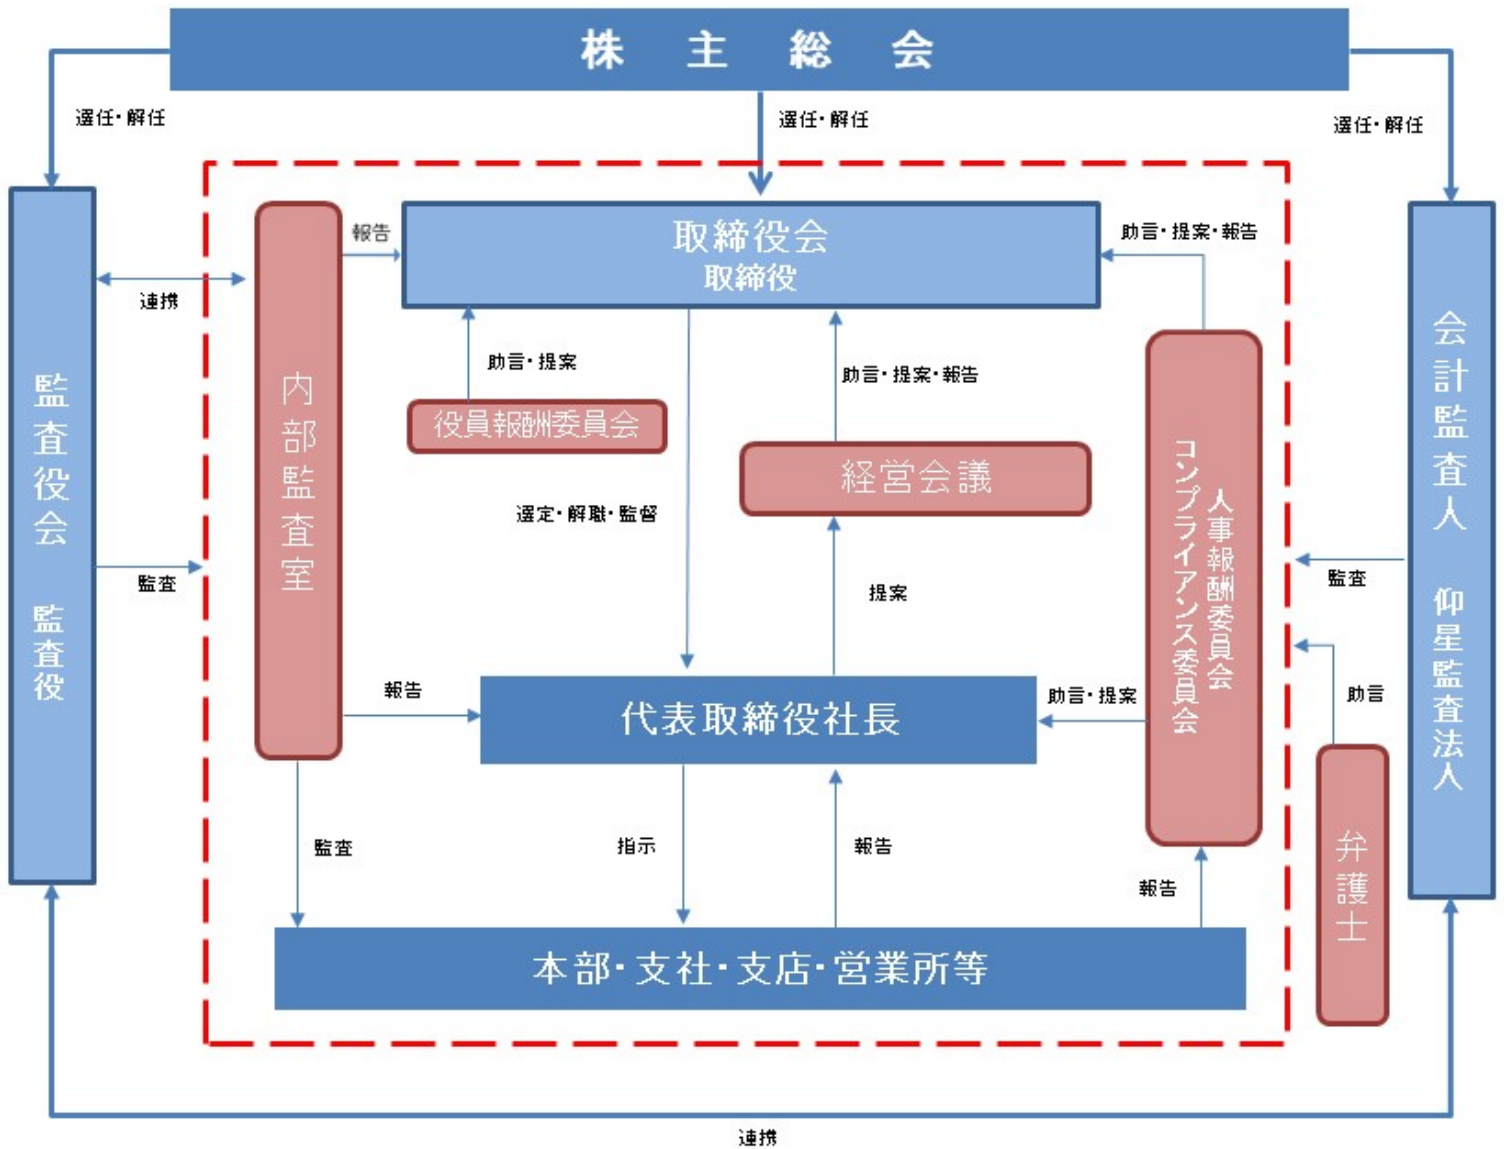 株主総会
選任・解任
選任・解任
選任・解任
取締役会
取締役
報告
助言・提案・報告
連携
監査役会 監査役
内部監査室
助言・提案
役員報酬委員会
助言・提案・報告
経営会議
人事報酬委員会
コンプライアンス委員会
会計監査人 仰星監査法人
選定・解職・監督
監査
提案
監査
報告
代表取締役社長
助言・提案
助言
弁護士
監査
指示
報告
報告
本部・支社・支店・営業所等
連携